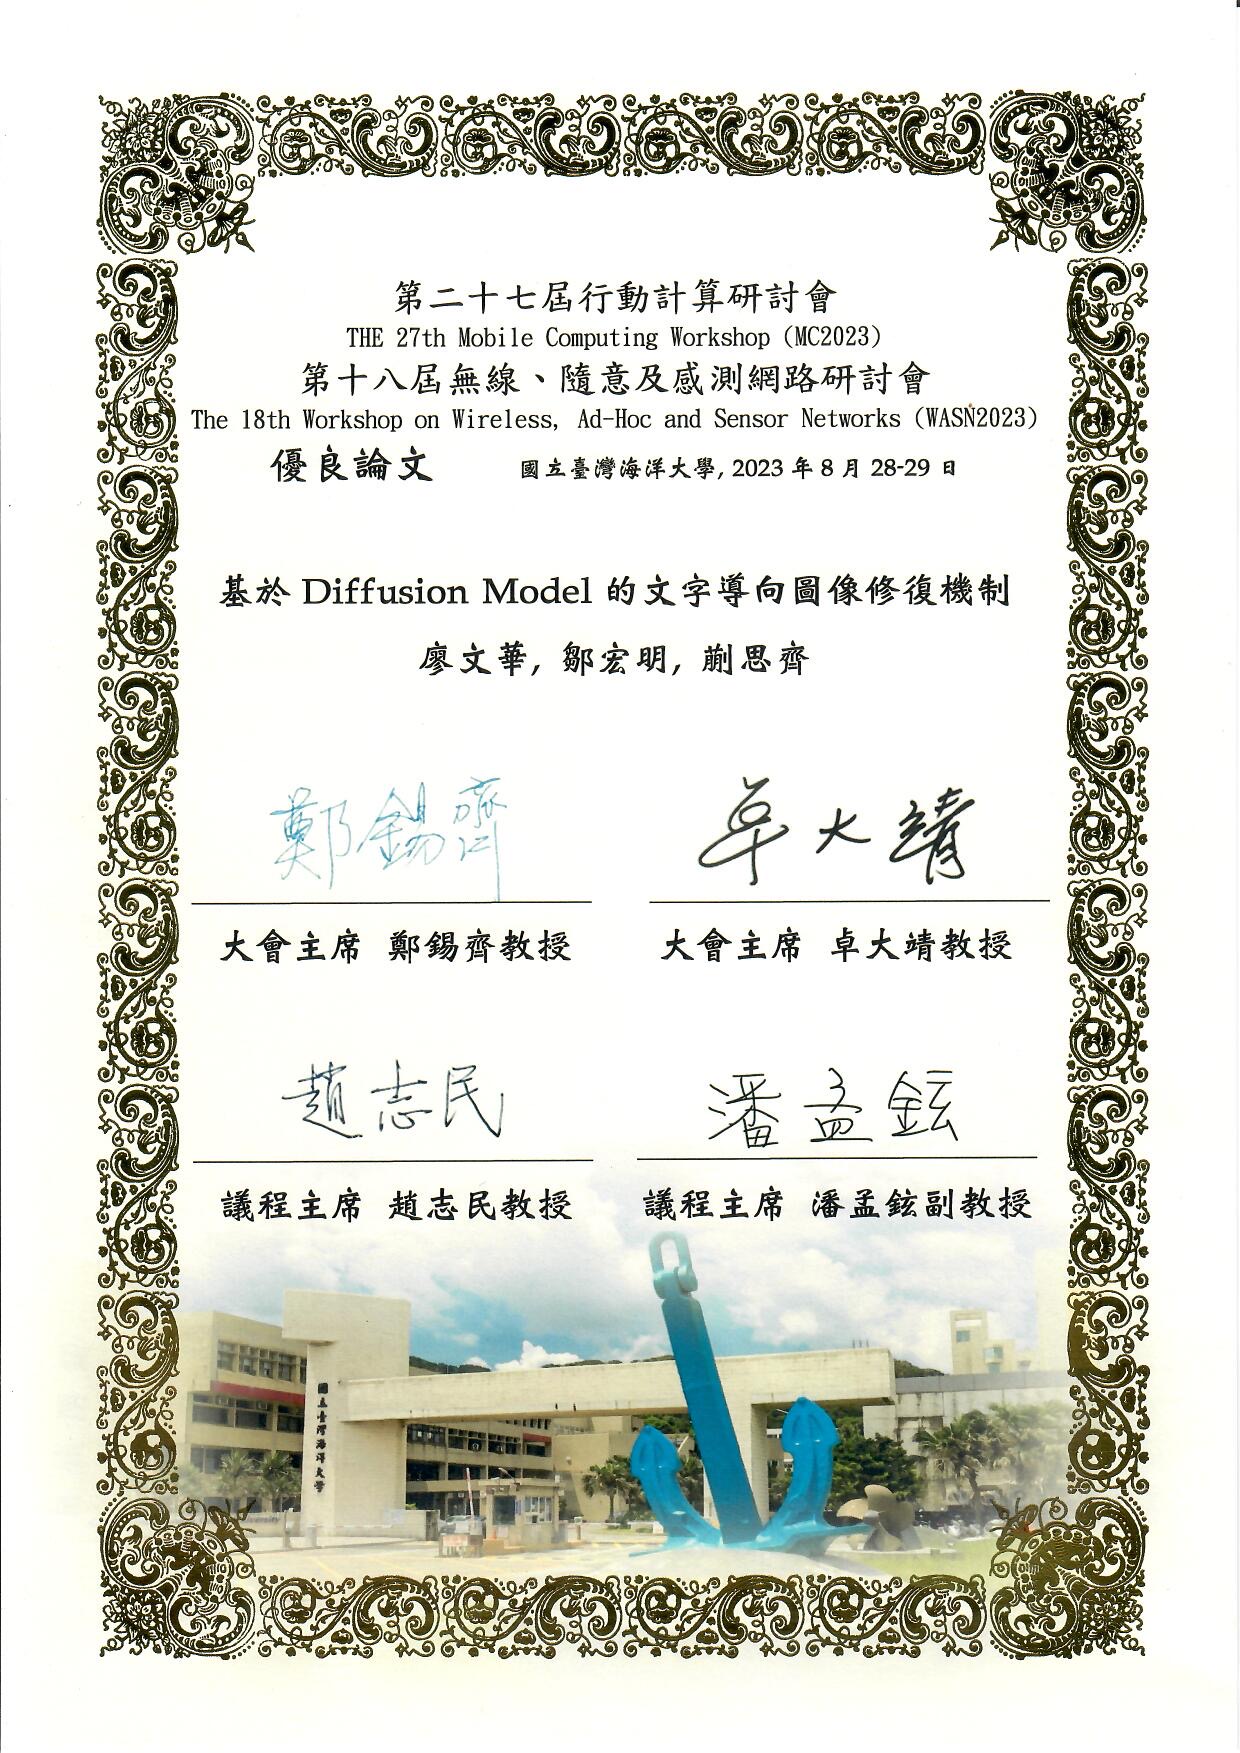 第二十七屆行動計算研討會
THE 27th Mobile Computing Workshop (MC2023)
第十八屆無線、隨意及感測網路研討會
The 18th Workshop on Wireless, Ad-Hoc and Sensor Networks (WASN2023)
優良論文 國立臺灣海洋大學, 2023 年 8 月 28-29 日
基於 Diffusion Model 的文字導向圖像修復機制
廖文華, 鄒宏明, 蒯思齊
鄭錫齊 卓大靖
大會主席 鄭錫齊教授 大會主席 卓大靖教授
趙志民 潘孟鉉
議程主席 趙志民教授 議程主席 潘孟鉉副教授
國立臺灣海洋大學